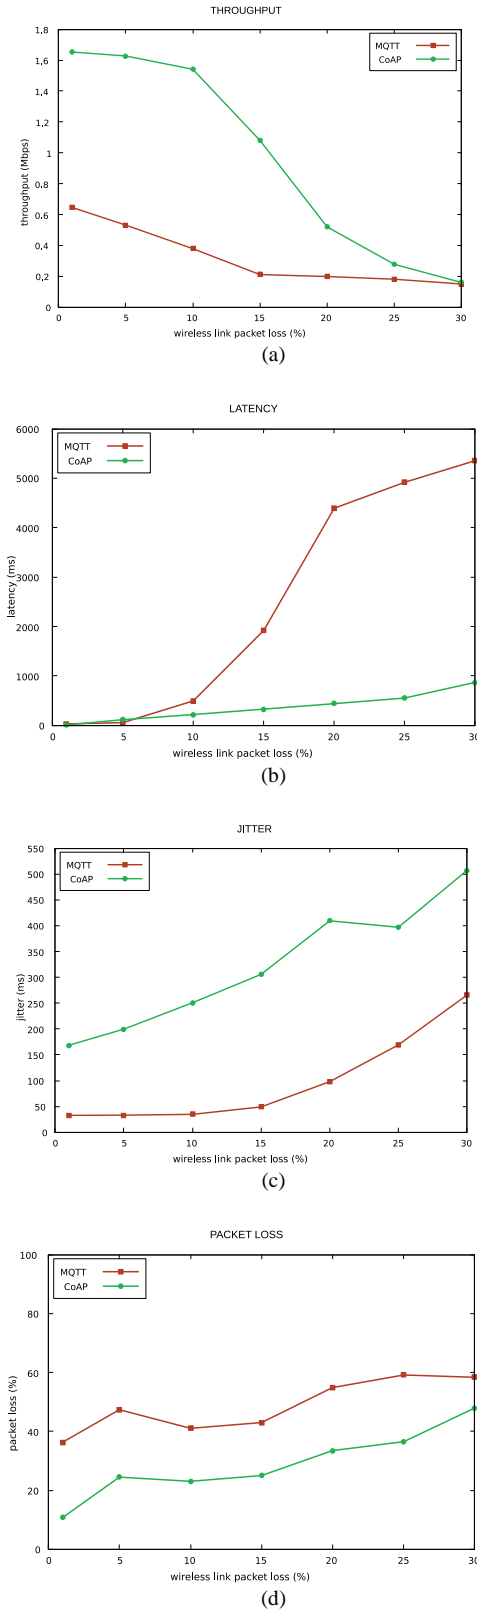 THROUGHPUT
1,8
1,6
1,4
1,2
1
0,8
0,6
0,4
0,2
0
throughput (Mbps)
MQTT
CoAP
0 5 10 15 20 25 30
wireless link packet loss (%)
(a)
LATENCY
6000
5000
4000
3000
2000
1000
0
latency (ms)
MQTT
CoAP
0 5 10 15 20 25 30
wireless link packet loss (%)
(b)
JITTER
550
500
450
400
350
300
250
200
150
100
50
0
jitter (ms)
MQTT
CoAP
0 5 10 15 20 25 30
wireless link packet loss (%)
(c)
PACKET LOSS
100
80
60
40
20
0
packet loss (%)
MQTT
CoAP
0 5 10 15 20 25 30
wireless link packet loss (%)
(d)